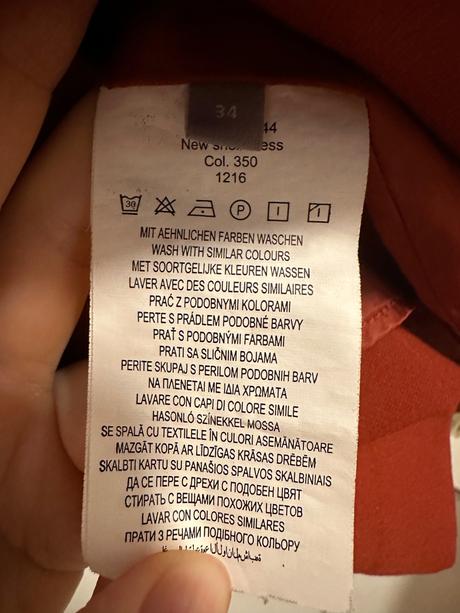 34
44
New
Col. 350
1216
30
P
MIT AEHNLICHEN FARBEN WASCHEN
WASH WITH SIMILAR COLOURS
MET SOORTGELIJKE KLEUREN WASSEN
LAVER AVEC DES COULEURS SIMILAIRES
PRAĆ Z PODOBNYMI KOLORAMI
PERTE S PRÁDLEM PODOBNÉ BARVY
PRAŤ S PODOBNÝMI FARBAMI
PRATI SA SLIČNIM BOJAMA
PERITE SKUPAJ S PERILOM PODOBNIH BARV
ΝΑ ΠΛΕΝΕΤΑΙ ΜΕ ΙΔΙΑ ΧΡΩΜΑΤΑ
LAVARE CON CAPI DI COLORE SIMILE
HASONLÓ SZÍNEKKEL MOSSA
SE SPALĂ CU TEXTILELE ÎN CULORI ASEMĂNĂTOARE
MAZGĀT KOPĀ AR LĪDZĪGAS KRĀSAS DRĒBĒM
SKALBTI KARTU SU PANAŠIOS SPALVOS SKALBINIAIS
ДА СЕ ПЕРЕ С ДРЕХИ С ПОДОБЕН ЦВЯТ
СТИРАТЬ С ВЕЩАМИ ПОХОЖИХ ЦВЕТОВ
LAVAR CON COLORES SIMILARES
ПРАТИ З РЕЧАМИ ПОДІБНОГО КОЛЬОРУ